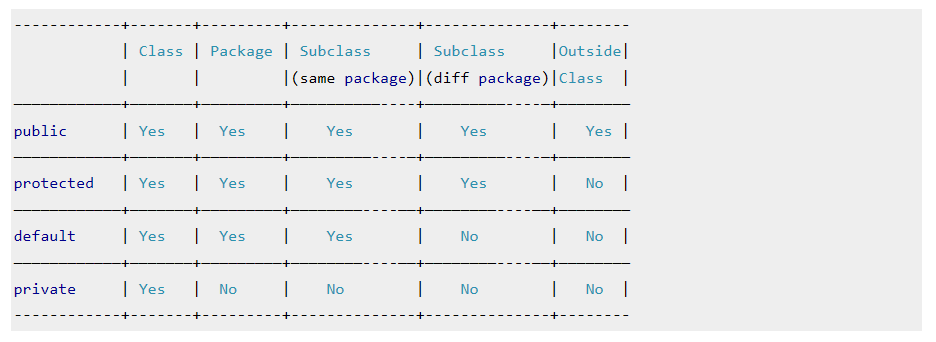 ------------+-------+---------+--------------+--------------+--------
            | Class | Package | Subclass     | Subclass     |Outside|
            |       |         |(same package)|(diff package)|Class  |
————————————+———————+—————————+——————————----+—————————-----—+————————
public      | Yes   |  Yes    |    Yes       |    Yes       |   Yes |
————————————+———————+—————————+—————————-----+—————————-----—+————————
protected   | Yes   |  Yes    |    Yes       |    Yes       |   No  |
————————————+———————+—————————+————————----——+————————----——+————————
default     | Yes   |  Yes    |    Yes       |    No        |   No  |
————————————+———————+—————————+————————----——+————————----——+————————
private     | Yes   |  No     |    No        |    No        |   No  |
------------+-------+---------+--------------+--------------+--------